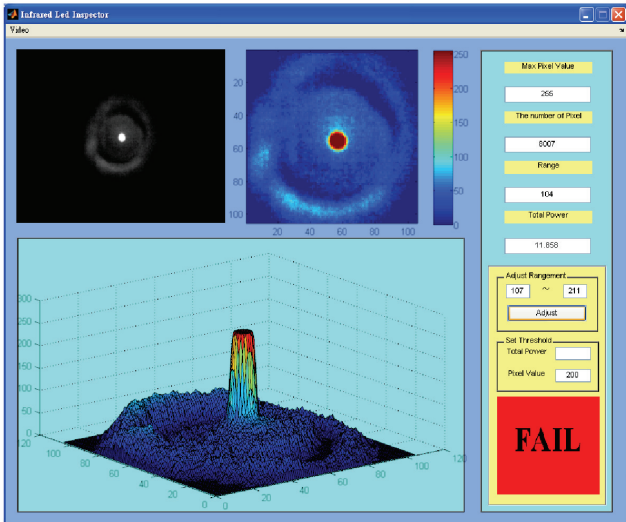 Infrared Led Inspector
Video
20
40
60
80
100
20 40 60 80 100
250
200
150
100
50
0
300
250
200
150
100
50
0
120
100
80
60
40
20
0
0
20
40
60
80
100
120
Max Pixel Value
255
The number of Pixel
8007
Range
104
Total Power
11.858
Adjust Rangement
107 ~ 211
Adjust
Set Threshold
Total Power
Pixel Value 200
FAIL